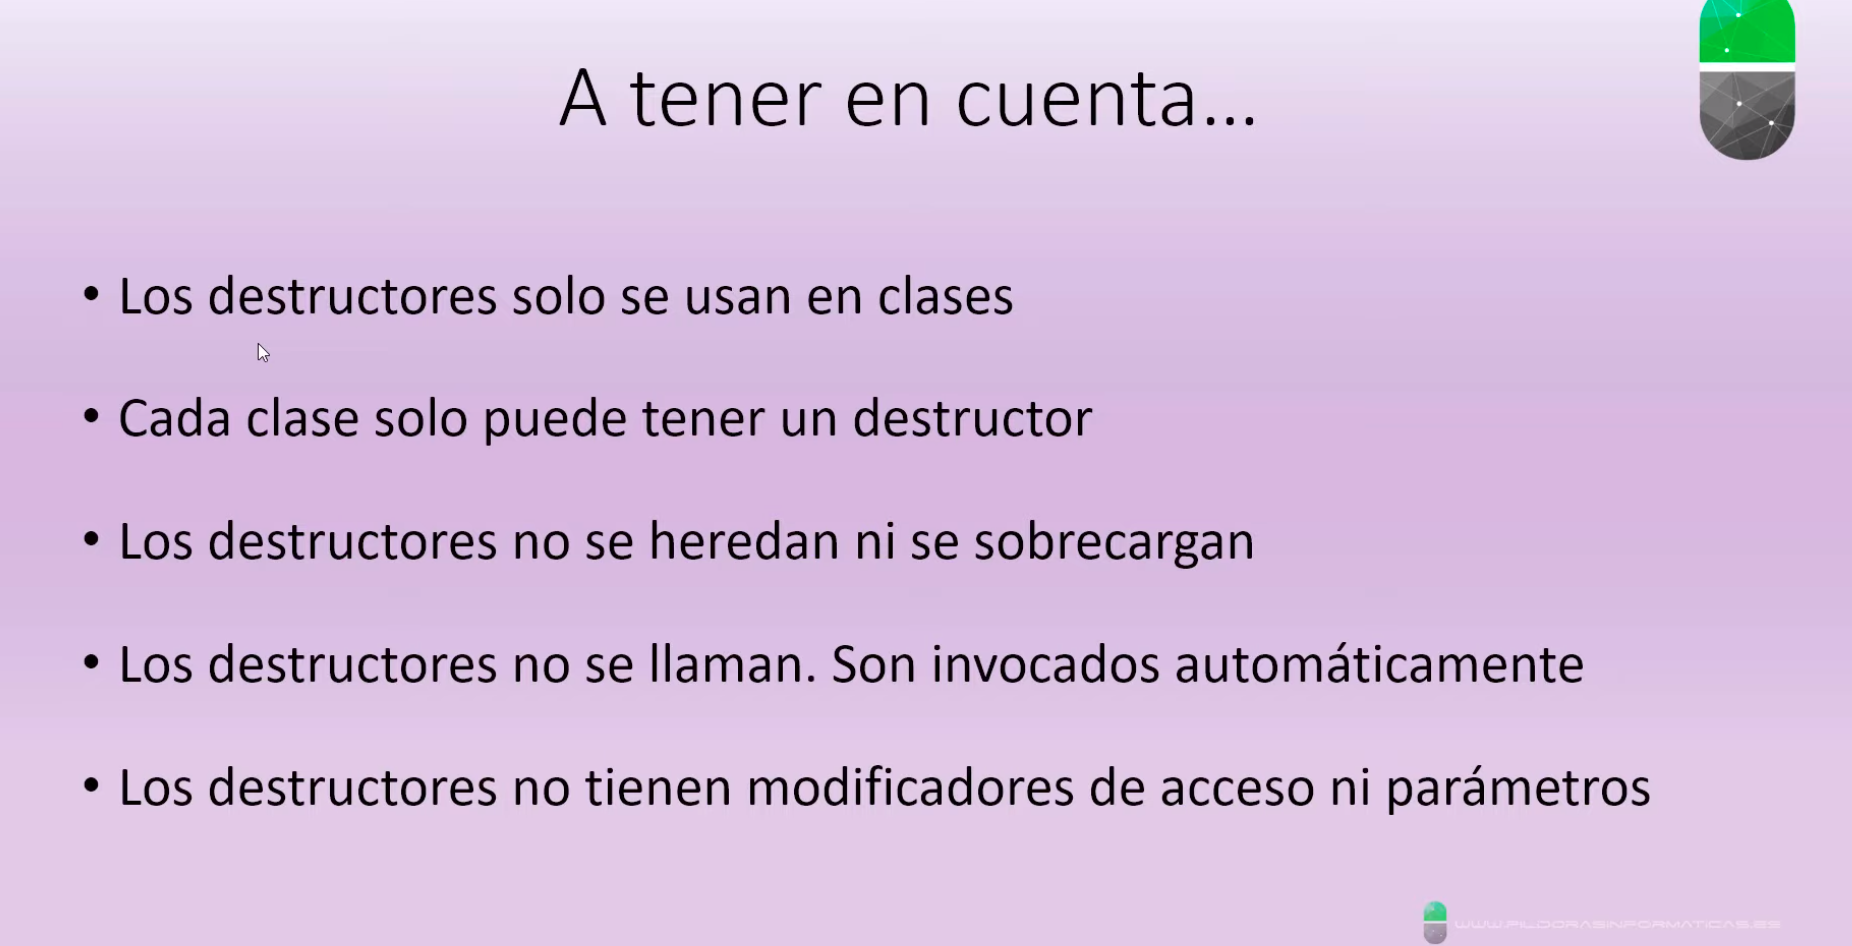 A tener en cuenta...
• Los destructores solo se usan en clases
• Cada clase solo puede tener un destructor
• Los destructores no se heredan ni se sobrecargan
• Los destructores no se llaman. Son invocados automáticamente
• Los destructores no tienen modificadores de acceso ni parámetros
WWW.PILDORASINFORMATICAS.ES